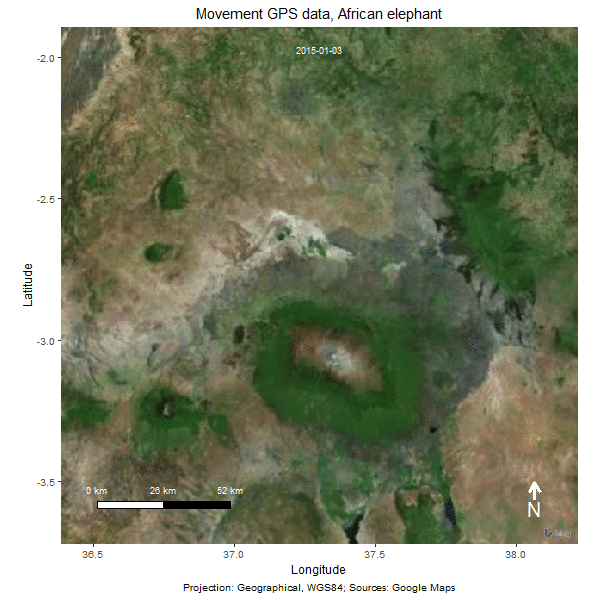 Movement GPS data, African elephant
2015-01-03
-2.0
-2.5
-3.0
-3.5
Latitude
0 km 26 km 52 km
N
36.5 37.0 37.5 38.0
Longitude
Projection: Geographical, WGS84; Sources: Google Maps